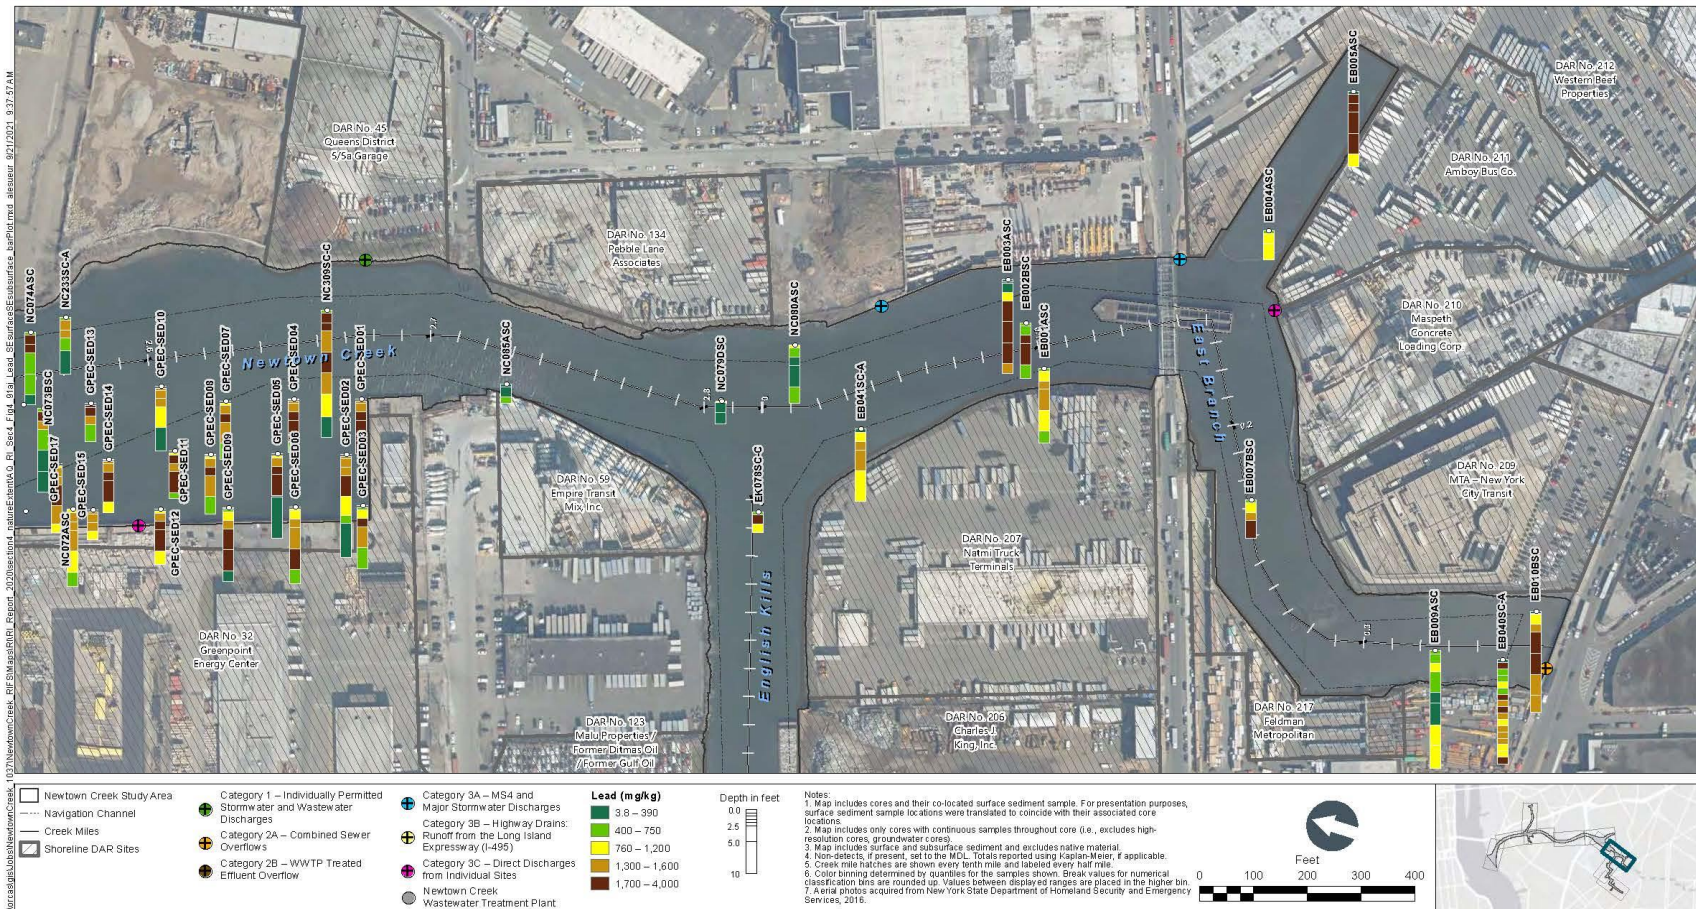 EB005ASC
DAR No. 212
Western Beef
Properties
DAR No. 45
Queens District
5/5a Garage
DAR No. 211
Amboy Bus Co.
EB004ASC
DAR No. 134
Pebble Lane
Associates
NC074ASC
NC233SC-A
NC309SC-C
EB003ASC
EB002BSC
EB001ASC
NC080ASC
DAR No. 210
Maspeth
Concrete
Loading Corp.
GPEC-SED13
GPEC-SED10
GPEC-SED07
GPEC-SED04
GPEC-SED01
Newtown Creek
2.6
2.7
2.8
0
NC085ASC
NC079DSC
EB041SC-A
East Branch
0.2
NC073BSC
GPEC-SED14
GPEC-SED08
GPEC-SED05
GPEC-SED02
GPEC-SED17
GPEC-SED15
GPEC-SED11
GPEC-SED09
GPEC-SED06
GPEC-SED03
NC072ASC
GPEC-SED12
DAR No. 59
Empire Transit
Mix, Inc.
EK078SC-C
EB007BSC
DAR No. 209
MTA – New York
City Transit
DAR No. 207
Natmi Truck
Terminals
English Kills
EB009ASC
EB040SC-A
EB010BSC
DAR No. 32
Greenpoint
Energy Center
DAR No. 123
Malu Properties /
Former Ditmas Oil
/ Former Gulf Oil
DAR No. 206
Charles J.
King, Inc.
DAR No. 217
Feldman
Metropolitan
Newtown Creek Study Area
Navigation Channel
Creek Miles
Shoreline DAR Sites
Category 1 – Individually Permitted
Stormwater and Wastewater
Discharges
Category 2A – Combined Sewer
Overflows
Category 2B – WWTP Treated
Effluent Overflow
Category 3A – MS4 and
Major Stormwater Discharges
Category 3B – Highway Drains:
Runoff from the Long Island
Expressway (I-495)
Category 3C – Direct Discharges
from Individual Sites
Newtown Creek
Wastewater Treatment Plant
Lead (mg/kg)
3.8 – 390
400 – 750
760 – 1,200
1,300 – 1,600
1,700 – 4,000
Depth in feet
0.0
2.5
5.0
10
Notes:
1. Map includes cores and their co-located surface sediment sample. For presentation purposes,
surface sediment sample locations were translated to coincide with their associated core
locations.
2. Map includes only cores with continuous samples throughout core (i.e., excludes high-
resolution cores, groundwater cores).
3. Map includes surface and subsurface sediment and excludes native material.
4. Non-detects, if present, set to the MDL. Totals reported using Kaplan-Meier, if applicable.
5. Creek mile hatches are shown every tenth mile and labeled every half mile.
6. Color binning determined by quantiles for the samples shown. Break values for numerical
classification bins are rounded up. Values between displayed ranges are placed in the higher bin.
7. Aerial photos acquired from New York State Department of Homeland Security and Emergency
Services, 2016.
Feet
0 100 200 300 400